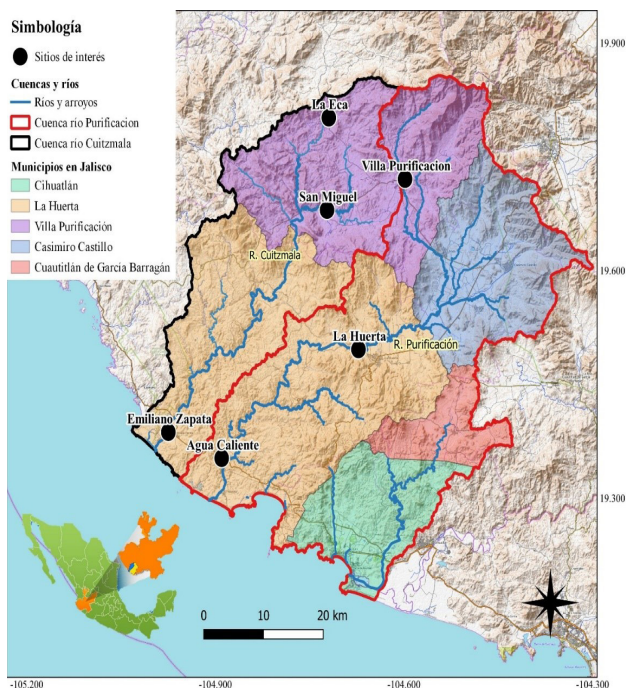 Simbología
Sitios de interés
Cuencas y ríos
Ríos y arroyos
Cuenca rio Purificacion
Cuenca rio Cuitzmala
Municipios en Jalisco
Cihuatlán
La Huerta
Villa Purificación
Casimiro Castillo
Cuautitlán de García Barragán
19.900
La Eca
Villa Purificacion
San Miguel
R. Cuitzmala
19.600
La Huerta
R. Purificación
Emiliano Zapata
Agua Caliente
19.300
0 10 20 km
-105.200 -104.900 -104.600 -104.300